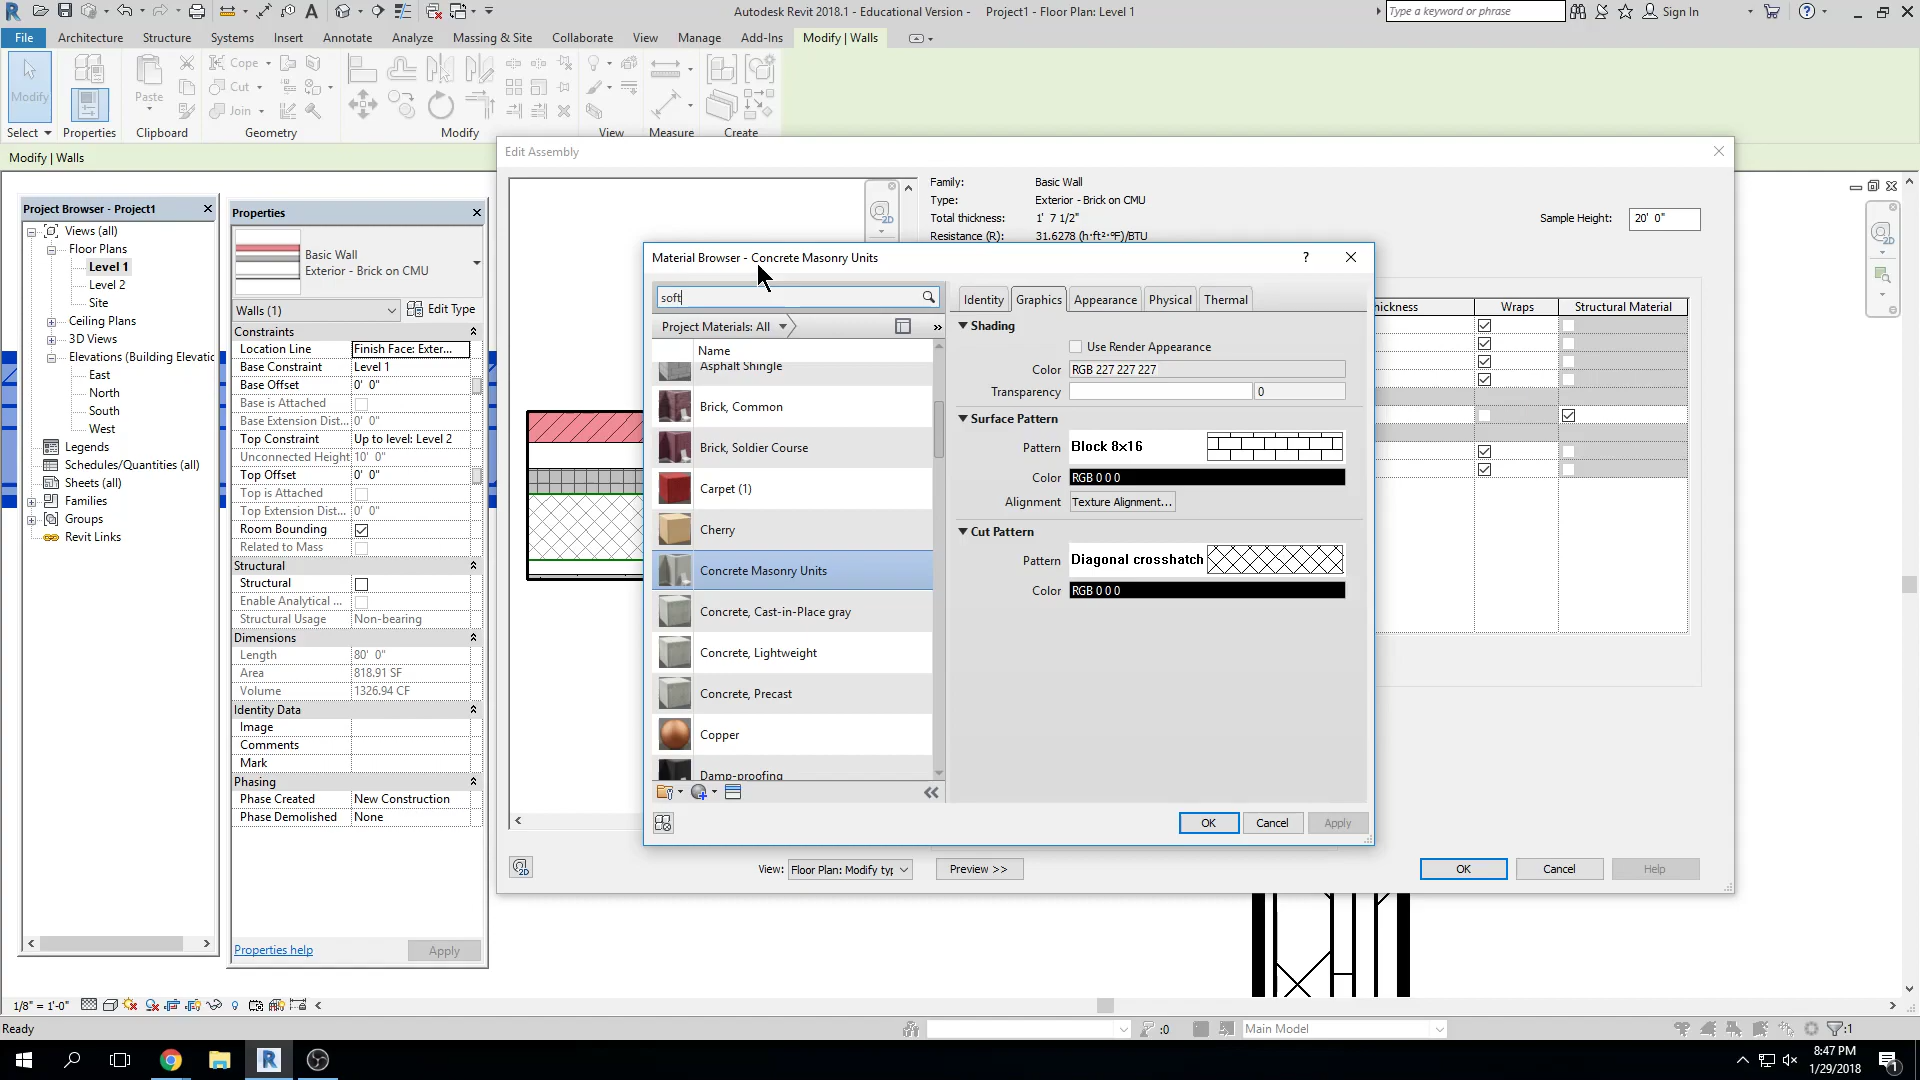 Autodesk Revit 2018.1 - Educational Version - Project1 - Floor Plan: Level 1
Type a keyword or phrase
Sign In
File Architecture Structure Systems Insert Annotate Analyze Massing & Site Collaborate View Manage Add-Ins Modify | Walls
Modify
Paste
Cope
Cut
Join
Select Properties Clipboard Geometry Modify View Measure Create
Modify | Walls
Project Browser - Project1
Views (all)
Floor Plans
Level 1
Level 2
Site
Ceiling Plans
3D Views
Elevations (Building Elevatic
East
North
South
West
Legends
Schedules/Quantities (all)
Sheets (all)
Families
Groups
Revit Links
Properties
Basic Wall
Exterior - Brick on CMU
Walls (1) Edit Type
Constraints
Location Line Finish Face: Exter...
Base Constraint Level 1
Base Offset 0' 0"
Base is Attached
Base Extension Dist... 0' 0"
Top Constraint Up to level: Level 2
Unconnected Height 10' 0"
Top Offset 0' 0"
Top is Attached
Top Extension Dist... 0' 0"
Room Bounding
Related to Mass
Structural
Structural
Enable Analytical ...
Structural Usage Non-bearing
Dimensions
Length 80' 0"
Area 818.91 SF
Volume 1326.94 CF
Identity Data
Image
Comments
Mark
Phasing
Phase Created New Construction
Phase Demolished None
Properties help Apply
Edit Assembly
Family: Basic Wall
Type: Exterior - Brick on CMU
Total thickness: 1' 7 1/2"
Resistance (R): 31.6278 (h·ft²·°F)/BTU
Sample Height: 20' 0"
hickness Wraps Structural Material
2D
2D
Material Browser - Concrete Masonry Units
soft
Project Materials: All
Name
Asphalt Shingle
Brick, Common
Brick, Soldier Course
Carpet (1)
Cherry
Concrete Masonry Units
Concrete, Cast-in-Place gray
Concrete, Lightweight
Concrete, Precast
Copper
Damp-proofing
Identity Graphics Appearance Physical Thermal
Shading
Use Render Appearance
Color RGB 227 227 227
Transparency 0
Surface Pattern
Pattern Block 8x16
Color RGB 0 0 0
Alignment Texture Alignment...
Cut Pattern
Pattern Diagonal crosshatch
Color RGB 0 0 0
OK Cancel Apply
2D
View: Floor Plan: Modify typ Preview >> OK Cancel Help
1/8" = 1'-0"
Ready
:0
Main Model
:1
8:47 PM
1/29/2018
1